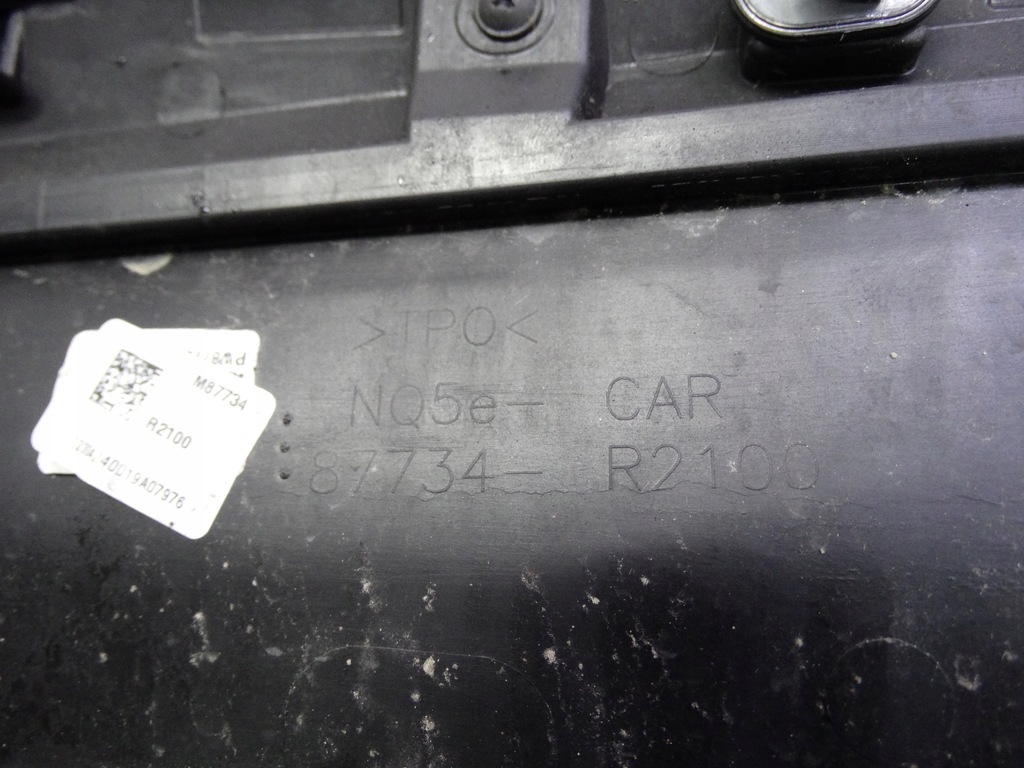 >TPO<
NQ5e- CAR
87734- R2100
M87734
R2100